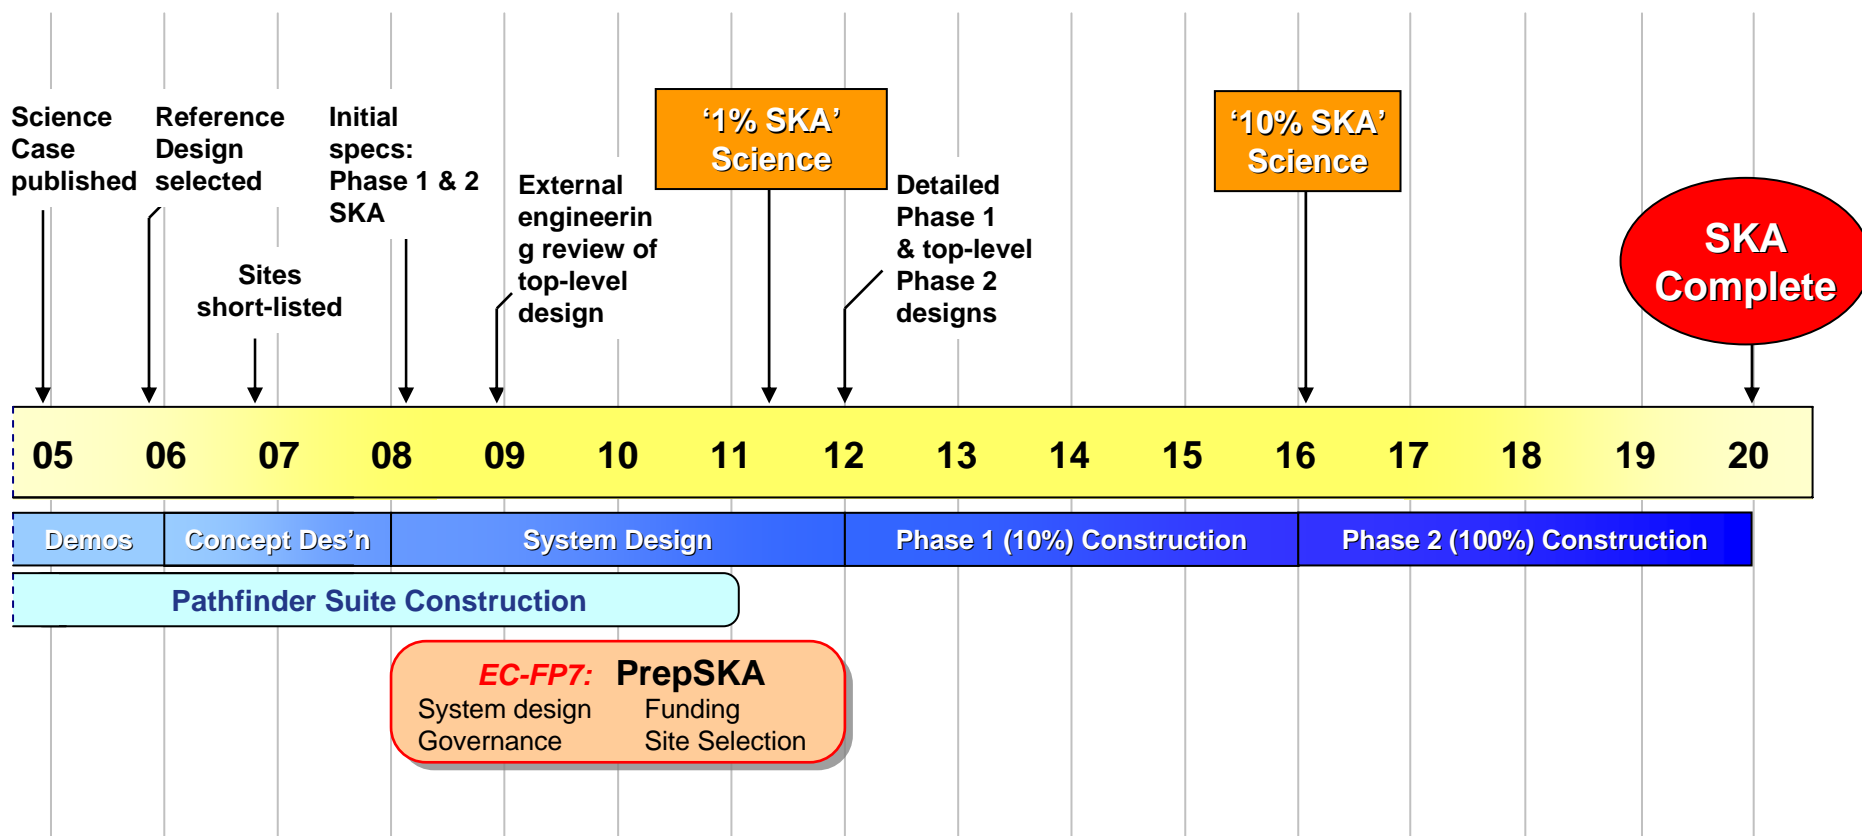 Science
Case
published
Reference
Design
selected
Sites
short-listed
Initial
specs:
Phase 1 & 2
SKA
External
engineerin
g review of
top-level
design
‘1% SKA’
Science
Detailed
Phase 1
& top-level
Phase 2
designs
‘10% SKA’
Science
SKA
Complete
05 06 07 08 09 10 11 12 13 14 15 16 17 18 19 20
Demos Concept Des’n System Design Phase 1 (10%) Construction Phase 2 (100%) Construction
Pathfinder Suite Construction
EC-FP7: PrepSKA
System design Funding
Governance Site Selection